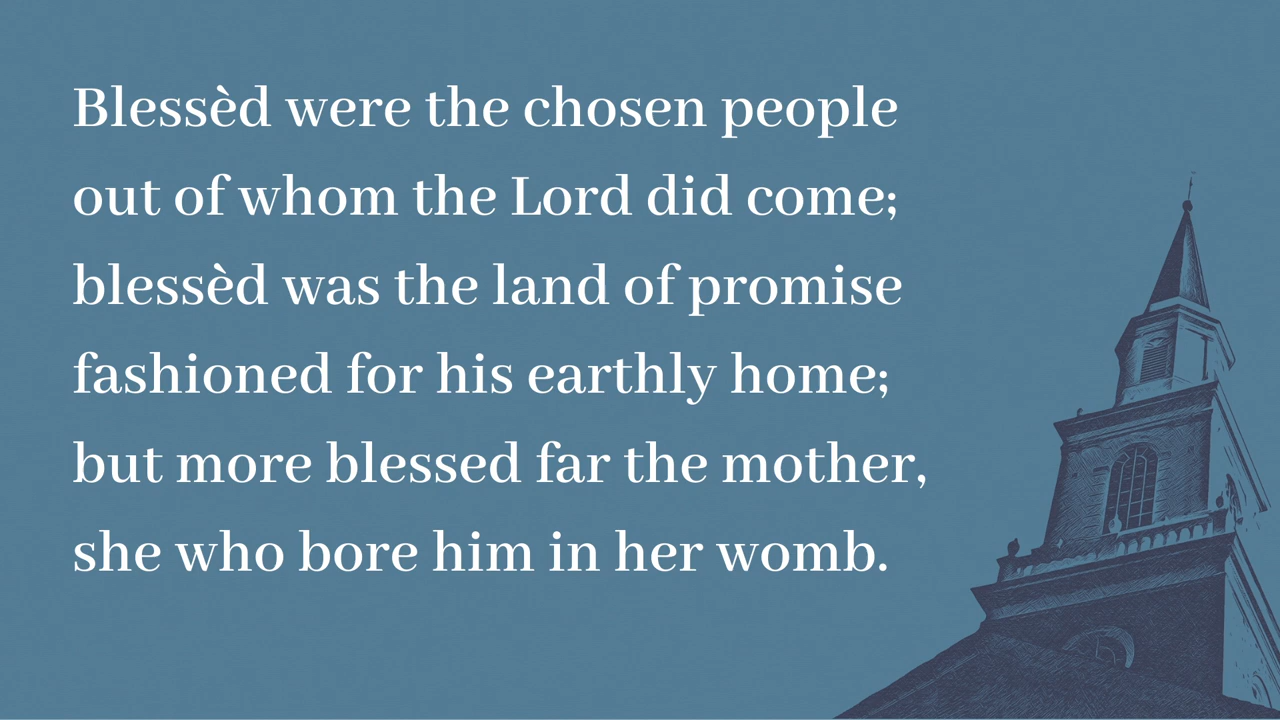 Blessèd were the chosen people
out of whom the Lord did come;
blessèd was the land of promise
fashioned for his earthly home;
but more blessed far the mother,
she who bore him in her womb.